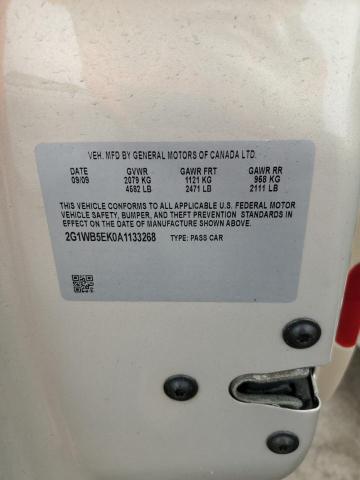 VEH. MFD BY GENERAL MOTORS OF CANADA LTD.
DATE GVWR GAWR FRT GAWR RR
09/09 2079 KG 1121 KG 958 KG
4582 LB 2471 LB 2111 LB
THIS VEHICLE CONFORMS TO ALL APPLICABLE U.S. FEDERAL MOTOR
VEHICLE SAFETY, BUMPER, AND THEFT PREVENTION STANDARDS IN
EFFECT ON THE DATE OF MANUFACTURE SHOWN ABOVE.
2G1WB5EK0A1133268 TYPE: PASS CAR